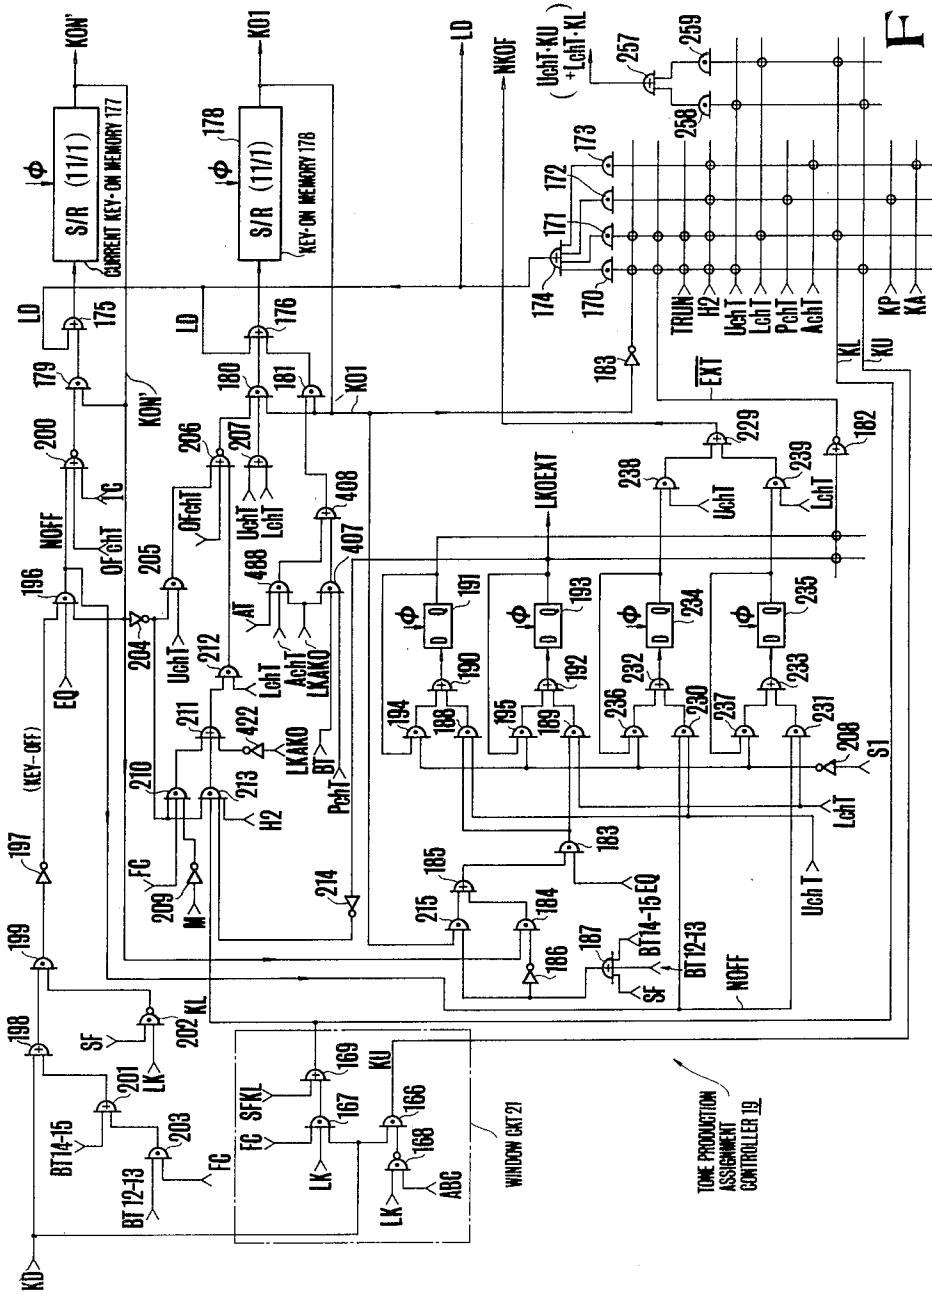 KD
BT14-15
BT 12-13
203
FC
201
198
SF
LK
202
199
197
(KEY-OFF)
EQ
196
NOFF
OFchT
TC
200
179
175
LD
φ
S/R (11/1)
CURRENT KEY-ON MEMORY 177
KON'
KON'
204
UchT
205
OFchT
206
207
UchT
LchT
180
181
176
LD
φ
178
S/R (11/1)
KEY-ON MEMORY 178
KO1
KO1
FC
210
209
M
213
H2
KL
211
422
LKAKO
212
LchT
AT
488
AchT
LKAKO
407
BT
PchT
408
214
LD
NKOF
UchT·KU
(+LchT·KL)
257
258
259
F
174
170
171
172
173
183
TRUN
H2
UchT
LchT
PchT
AchT
KP
KA
KL
KU
EXT
182
LKOEXT
194
188
190
191
φ
D Q
195
189
192
193
φ
D Q
236
230
232
234
φ
D Q
237
231
233
235
φ
D Q
238
UchT
239
LchT
229
208
S1
LchT
UchT
183
EQ
185
215
184
186
187
SF
BT14-15
BT 12-13
NOFF
SFKL
FC
LK
167
169
166
168
LK
ABC
KU
WINDOW CKT 21
TONE PRODUCTION
ASSIGNMENT
CONTROLLER 19